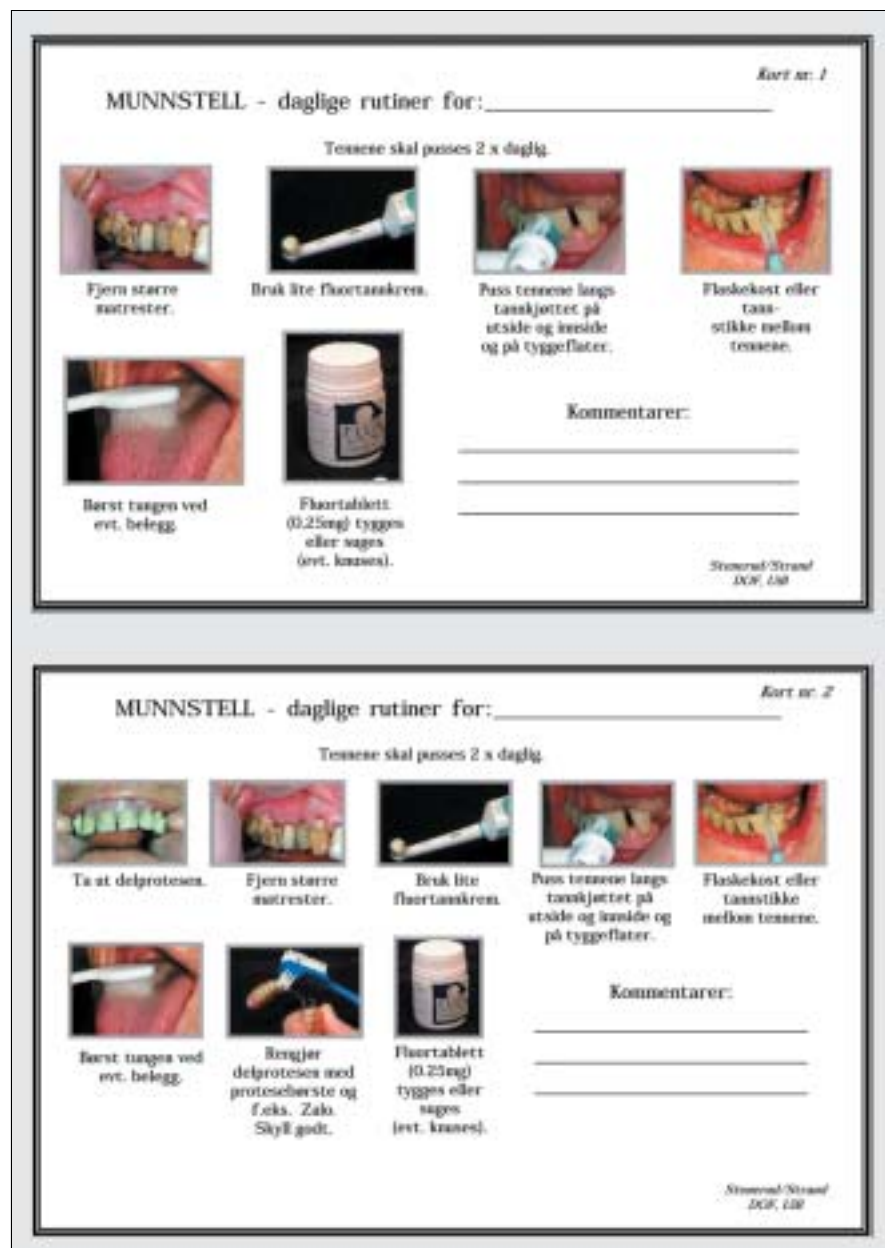 Kort nr. 1
MUNNSTELL - daglige rutiner for:
Tennene skal pusses 2 x daglig.
Fjern større
matrester.
Bruk lite fluortannkrem.
Puss tennene langs
tannkjøttet på
utside og innside
og på tyggeflater.
Flaskekost eller
tann-
stikke mellom
tennene.
Børst tungen ved
evt. belegg.
Fluortablett
(0.25mg) tygges
eller suges
(evt. knuses).
Kommentarer:
Kort nr. 2
MUNNSTELL - daglige rutiner for:
Tennene skal pusses 2 x daglig.
Ta ut delprotesen.
Fjern større
matrester.
Bruk lite
fluortannkrem.
Puss tennene langs
tannkjøttet på
utside og innside og
på tyggeflater.
Flaskekost eller
tannstikke
mellom tennene.
Børst tungen ved
evt. belegg.
Rengjør
delprotesen med
protesebørste og
f.eks. Zalo.
Skyll godt.
Fluortablett
(0.25mg)
tygges eller
suges
(evt. knuses).
Kommentarer: